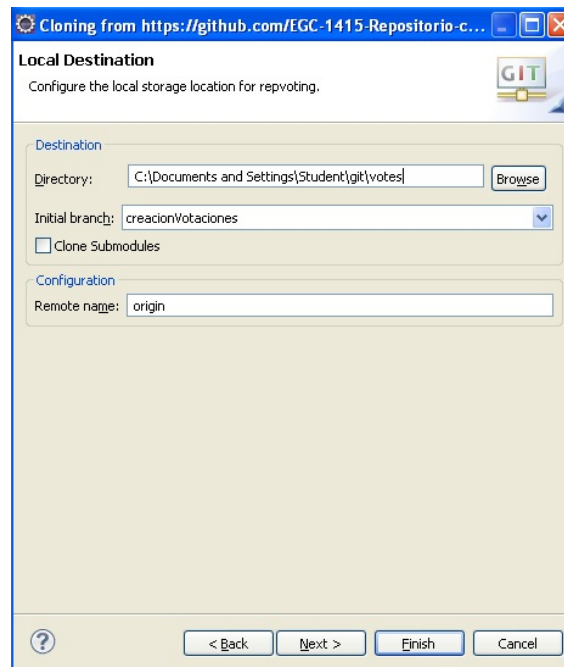 Cloning from https://github.com/EGC-1415-Repositorio-c...
Local Destination
Configure the local storage location for repvoting.
GIT
Destination
Directory: C:\Documents and Settings\Student\git\votes Browse
Initial branch: creacionVotaciones
Clone Submodules
Configuration
Remote name: origin
? < Back Next > Finish Cancel